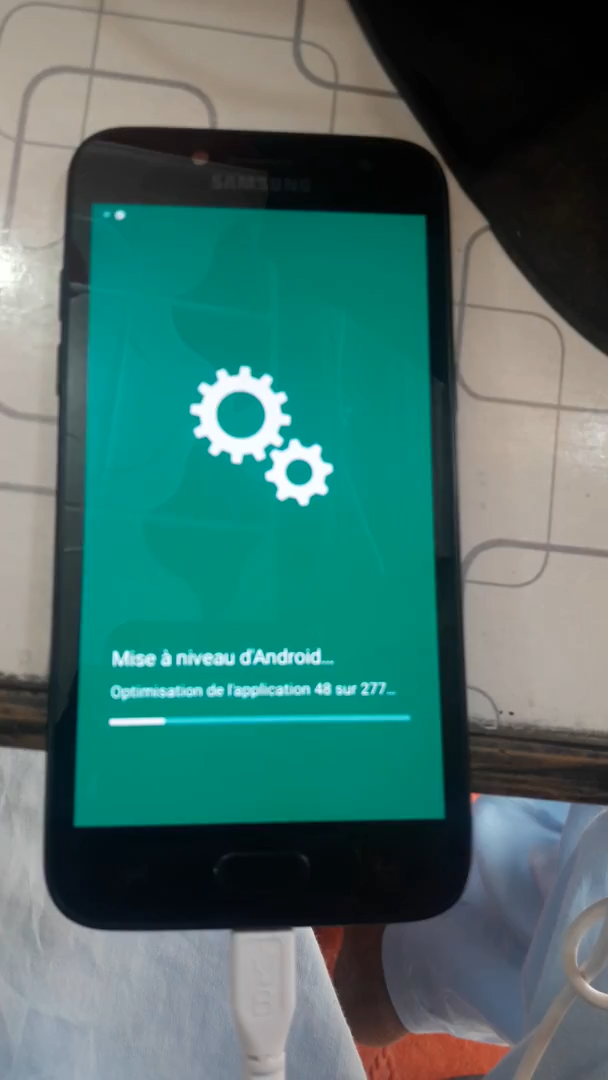 SAMSUNG
Mise à niveau d'Android...
Optimisation de l'application 48 sur 277...